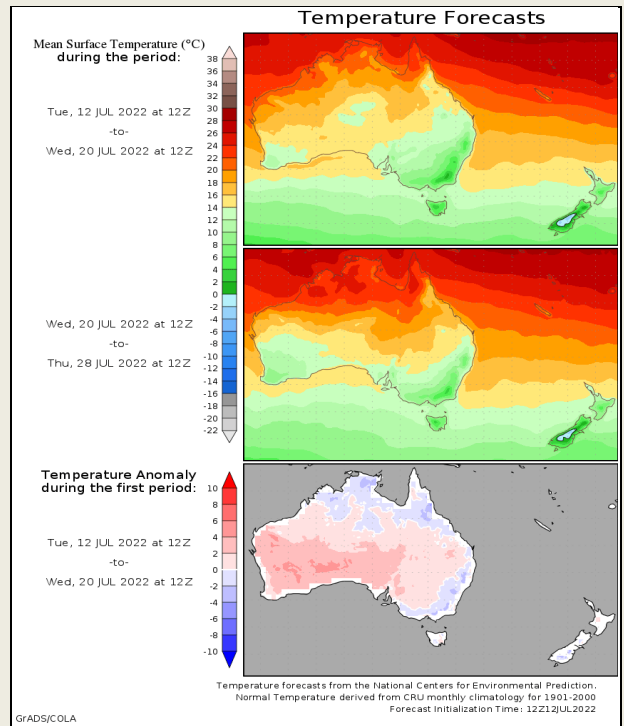 Temperature Forecasts
Mean Surface Temperature (°C)
during the period:
38
36
34
32
30
28
26
24
22
20
18
16
14
12
10
8
6
4
2
0
-2
-4
-6
-8
-10
-12
-14
-16
-18
-20
-22
Tue, 12 JUL 2022 at 12Z
-to-
Wed, 20 JUL 2022 at 12Z
Wed, 20 JUL 2022 at 12Z
-to-
Thu, 28 JUL 2022 at 12Z
Temperature Anomaly
during the first period:
10
8
6
4
2
0
-2
-4
-6
-8
-10
Tue, 12 JUL 2022 at 12Z
-to-
Wed, 20 JUL 2022 at 12Z
Temperature forecasts from the National Centers for Environmental Prediction.
Normal Temperature derived from CRU monthly climatology for 1901-2000
Forecast Initialization Time: 12Z12JUL2022
GrADS/COLA